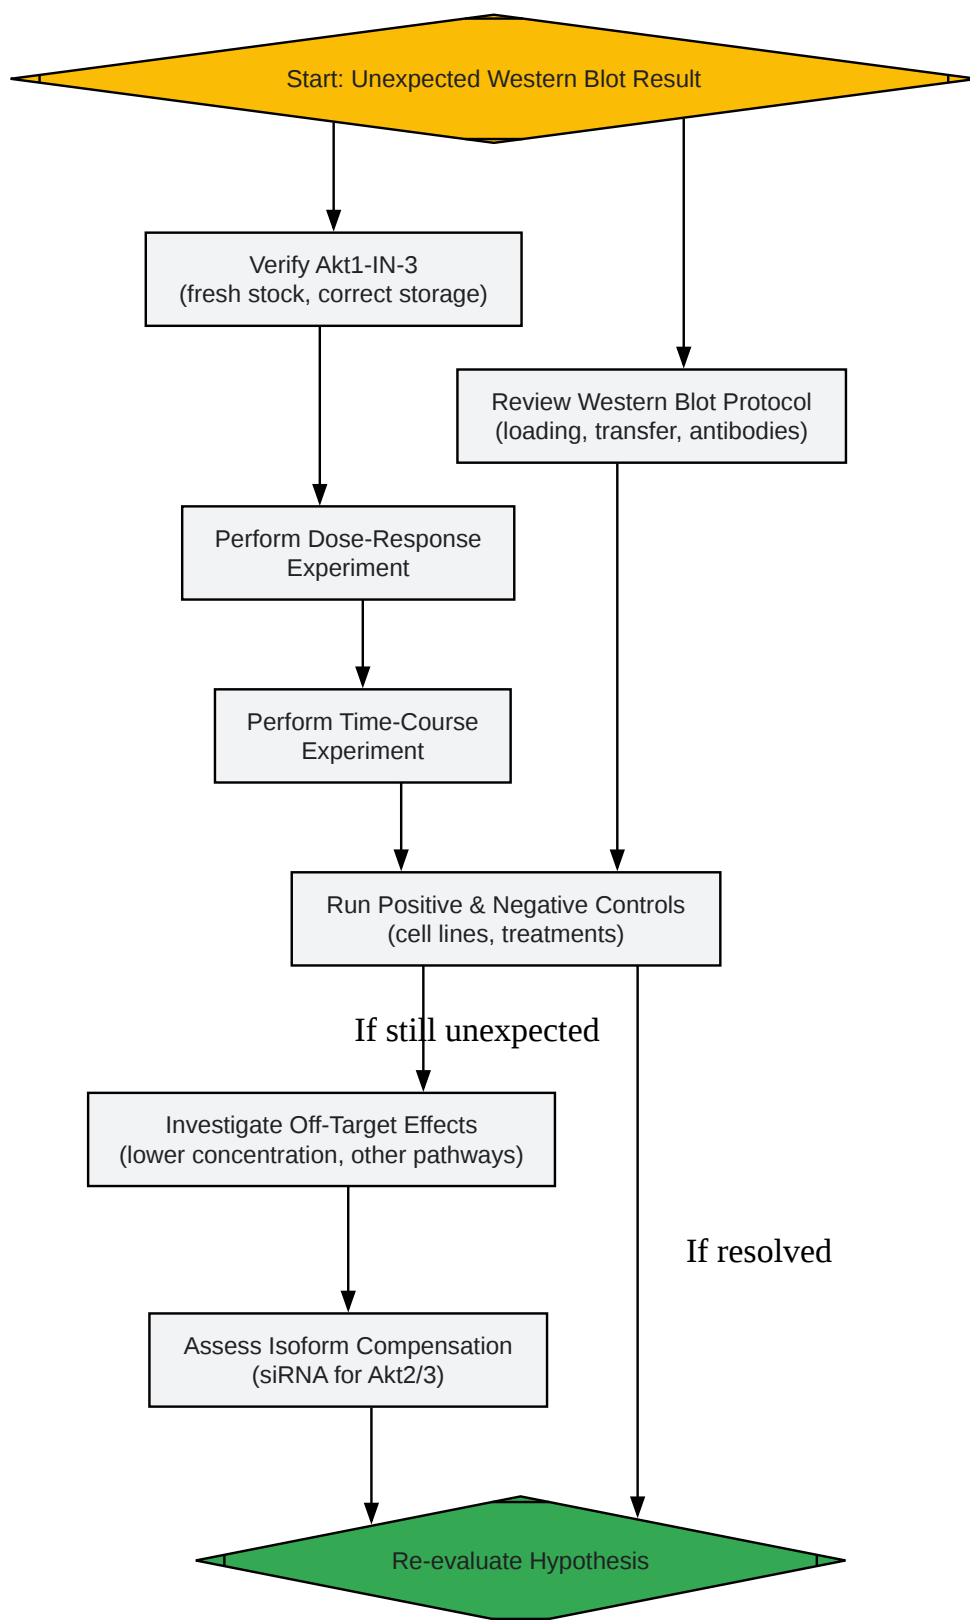 Start: Unexpected Western Blot Result
Verify Akt1-IN-3
(fresh stock, correct storage)
Review Western Blot Protocol
(loading, transfer, antibodies)
Perform Dose-Response
Experiment
Perform Time-Course
Experiment
Run Positive & Negative Controls
(cell lines, treatments)
If still unexpected
Investigate Off-Target Effects
(lower concentration, other pathways)
If resolved
Assess Isoform Compensation
(siRNA for Akt2/3)
Re-evaluate Hypothesis